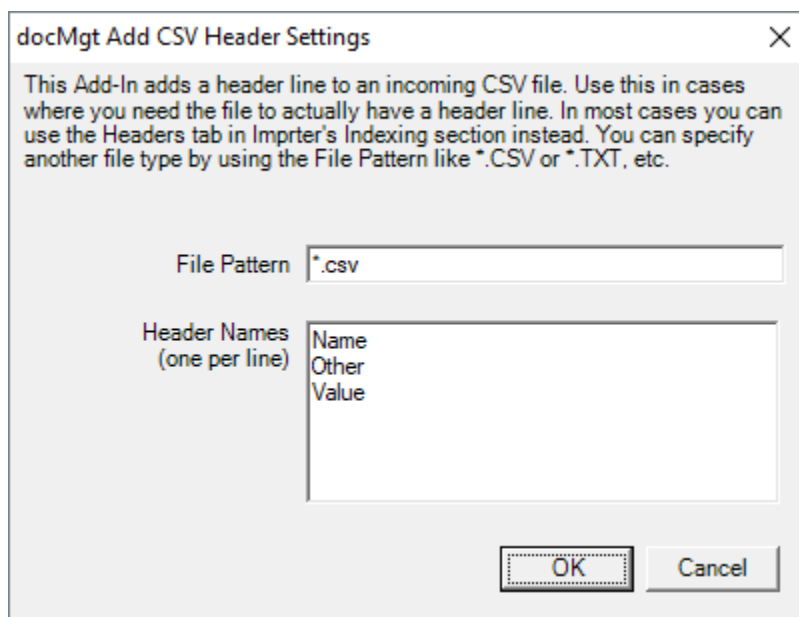 docMgt Add CSV Header Settings
This Add-In adds a header line to an incoming CSV file. Use this in cases
where you need the file to actually have a header line. In most cases you can
use the Headers tab in Imprter's Indexing section instead. You can specify
another file type by using the File Pattern like *.CSV or *.TXT, etc.
File Pattern
*.csv
Header Names
(one per line)
Name
Other
Value
OK
Cancel